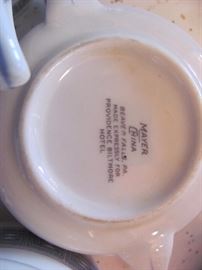 MAYER
CHINA
BEAVER FALLS, PA.
MADE EXPRESSLY FOR
PROVIDENCE BILTMORE
HOTEL